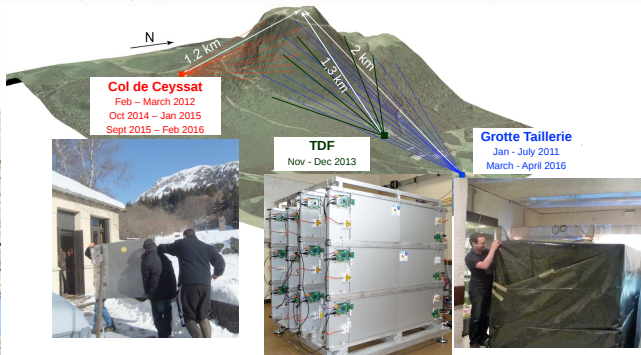 N
1.2 km
2 km
1.3 km
Col de Ceyssat
Feb – March 2012
Oct 2014 – Jan 2015
Sept 2015 – Feb 2016
TDF
Nov - Dec 2013
Grotte Taillerie
Jan - July 2011
March - April 2016